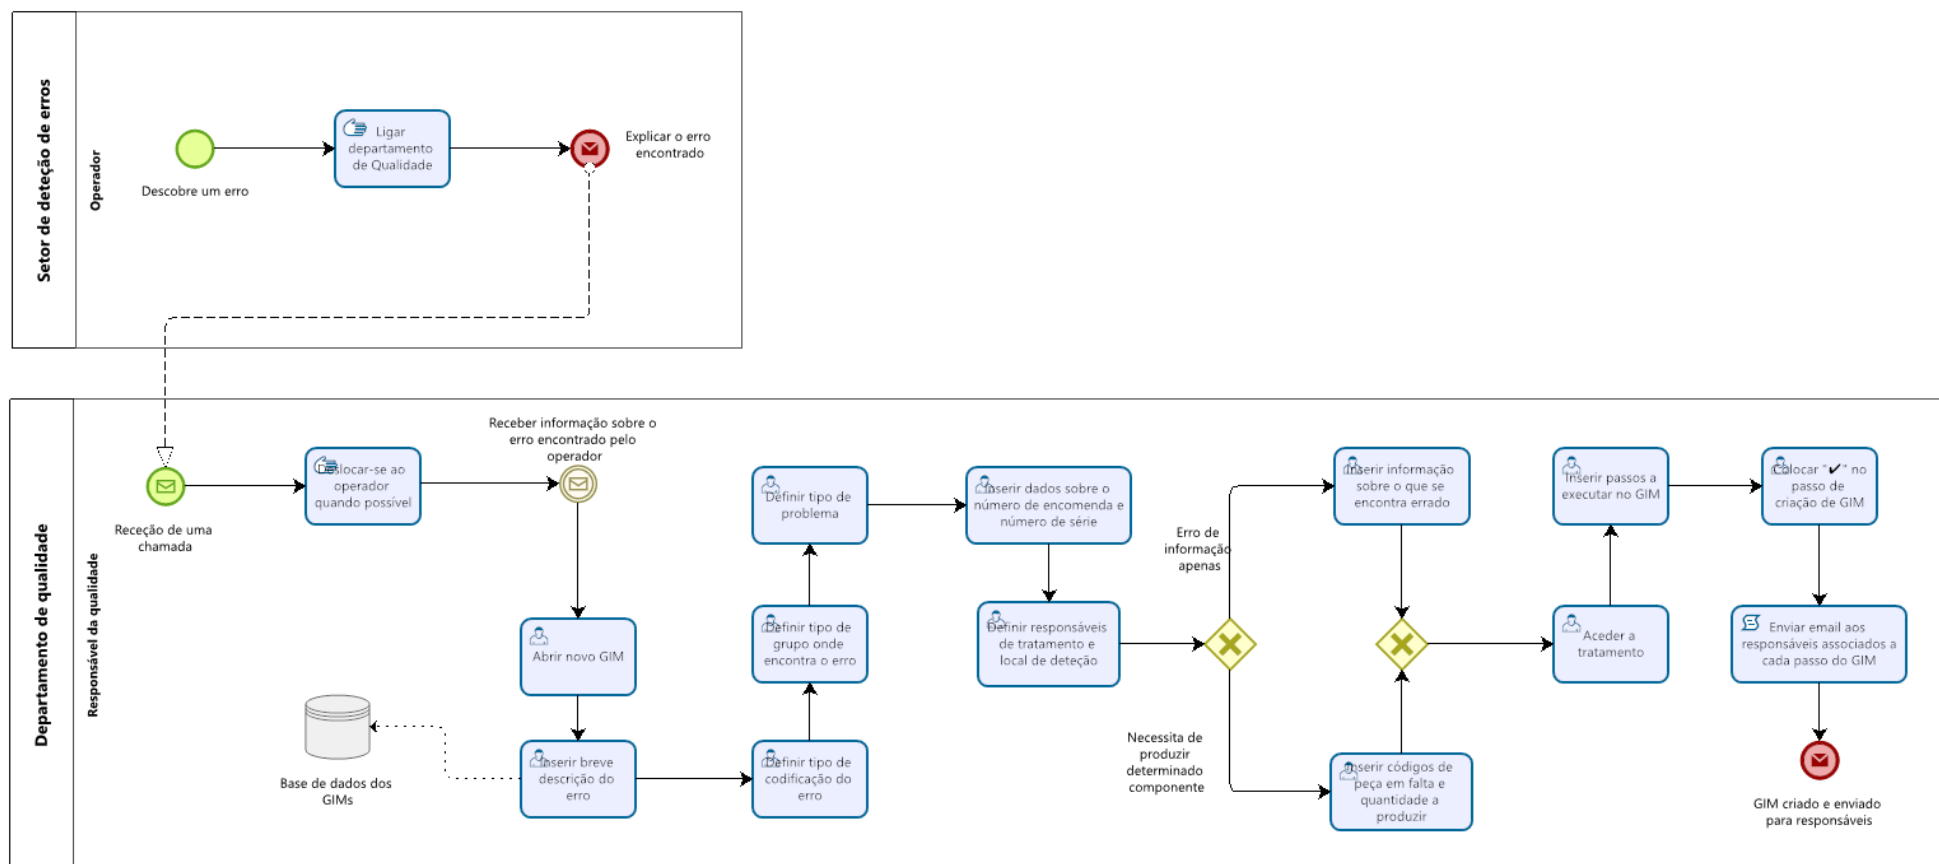 Setor de deteção de erros
Operador
Descobre um erro
Ligar
departamento
de Qualidade
Explicar o erro
encontrado
Departamento de qualidade
Responsável da qualidade
Receção de uma
chamada
Deslocar-se ao
operador
quando possível
Receber informação sobre o
erro encontrado pelo
operador
Abrir novo GIM
Inserir breve
descrição do
erro
Base de dados dos
GIMs
Definir tipo de
codificação do
erro
Definir tipo de
grupo onde
encontra o erro
Definir tipo de
problema
Inserir dados sobre o
número de encomenda e
número de série
Definir responsáveis
de tratamento e
local de deteção
Erro de
informação
apenas
Necessita de
produzir
determinado
componente
Inserir informação
sobre o que se
encontra errado
Inserir códigos de
peça em falta e
quantidade a
produzir
Aceder a
tratamento
Inserir passos a
executar no GIM
Colocar "✔" no
passo de
criação de GIM
Enviar email aos
responsáveis associados a
cada passo do GIM
GIM criado e enviado
para responsáveis